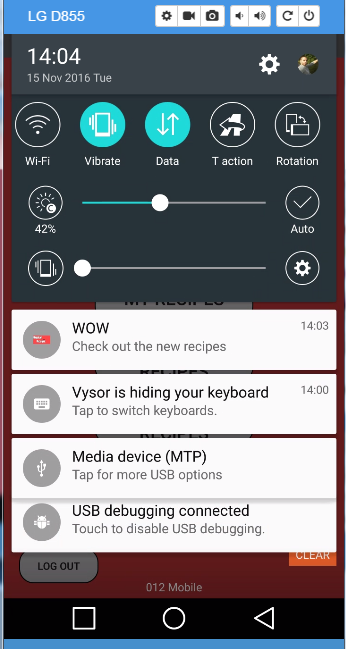 LG D855
14:04
15 Nov 2016 Tue
Wi-Fi
Vibrate
Data
T action
Rotation
42%
Auto
MY RECIPES
WOW
14:03
Check out the new recipes
RECIPES
Vysor is hiding your keyboard
14:00
Tap to switch keyboards.
RECIPES
Media device (MTP)
Tap for more USB options
USB debugging connected
Touch to disable USB debugging.
CLEAR
LOG OUT
012 Mobile